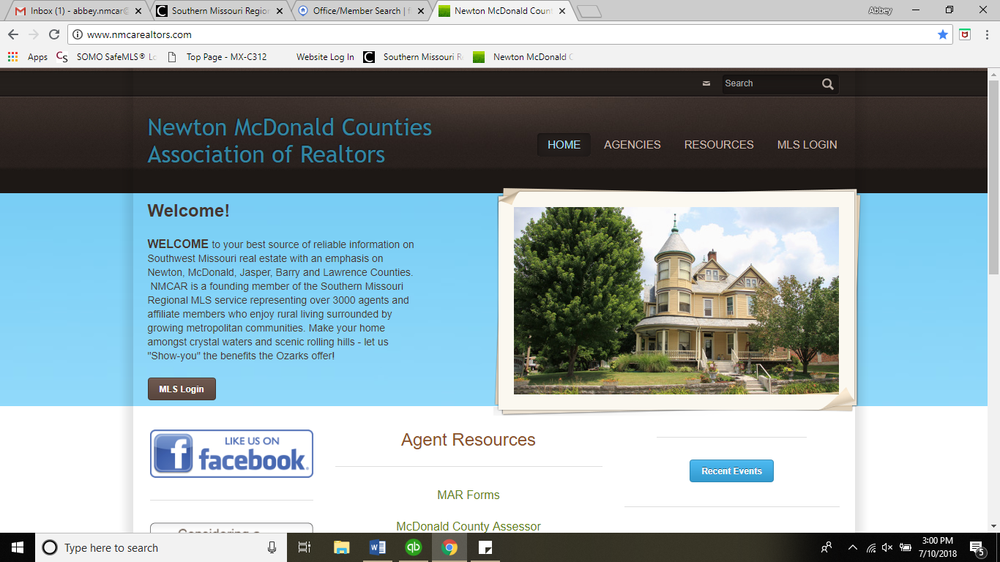 Inbox (1) - abbey.nmcar@
Southern Missouri Region
Office/Member Search | f
Newton McDonald Count
Abbey
www.nmcarealtors.com
Apps
SOMO SafeMLS® Lo
Top Page - MX-C312
Website Log In
Southern Missouri R
Newton McDonald C
Search
Newton McDonald Counties
Association of Realtors
HOME
AGENCIES
RESOURCES
MLS LOGIN
Welcome!
WELCOME to your best source of reliable information on
Southwest Missouri real estate with an emphasis on
Newton, McDonald, Jasper, Barry and Lawrence Counties.
NMCAR is a founding member of the Southern Missouri
Regional MLS service representing over 3000 agents and
affiliate members who enjoy rural living surrounded by
growing metropolitan communities. Make your home
amongst crystal waters and scenic rolling hills - let us
"Show-you" the benefits the Ozarks offer!
MLS Login
LIKE US ON
facebook.
Agent Resources
Recent Events
MAR Forms
McDonald County Assessor
Considering a
Type here to search
3:00 PM
7/10/2018
5